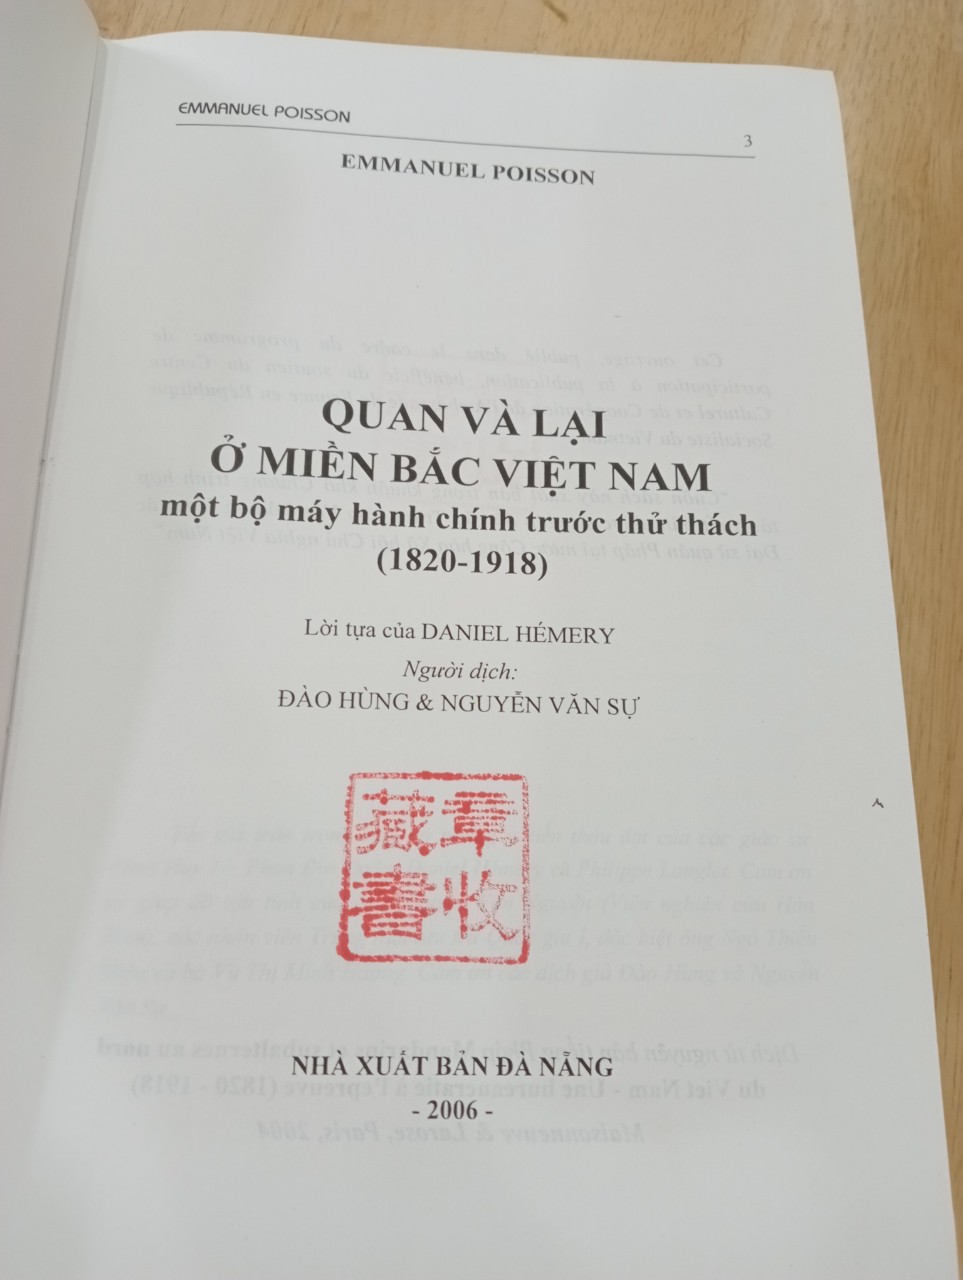 EMMANUEL POISSON
3
EMMANUEL POISSON
QUAN VÀ LẠI
Ở MIỀN BẮC VIỆT NAM
một bộ máy hành chính trước thử thách
(1820-1918)
Lời tựa của DANIEL HÉMERY
Người dịch:
ĐÀO HÙNG & NGUYỄN VĂN SỰ
章收
藏書
NHÀ XUẤT BẢN ĐÀ NẴNG
- 2006 -